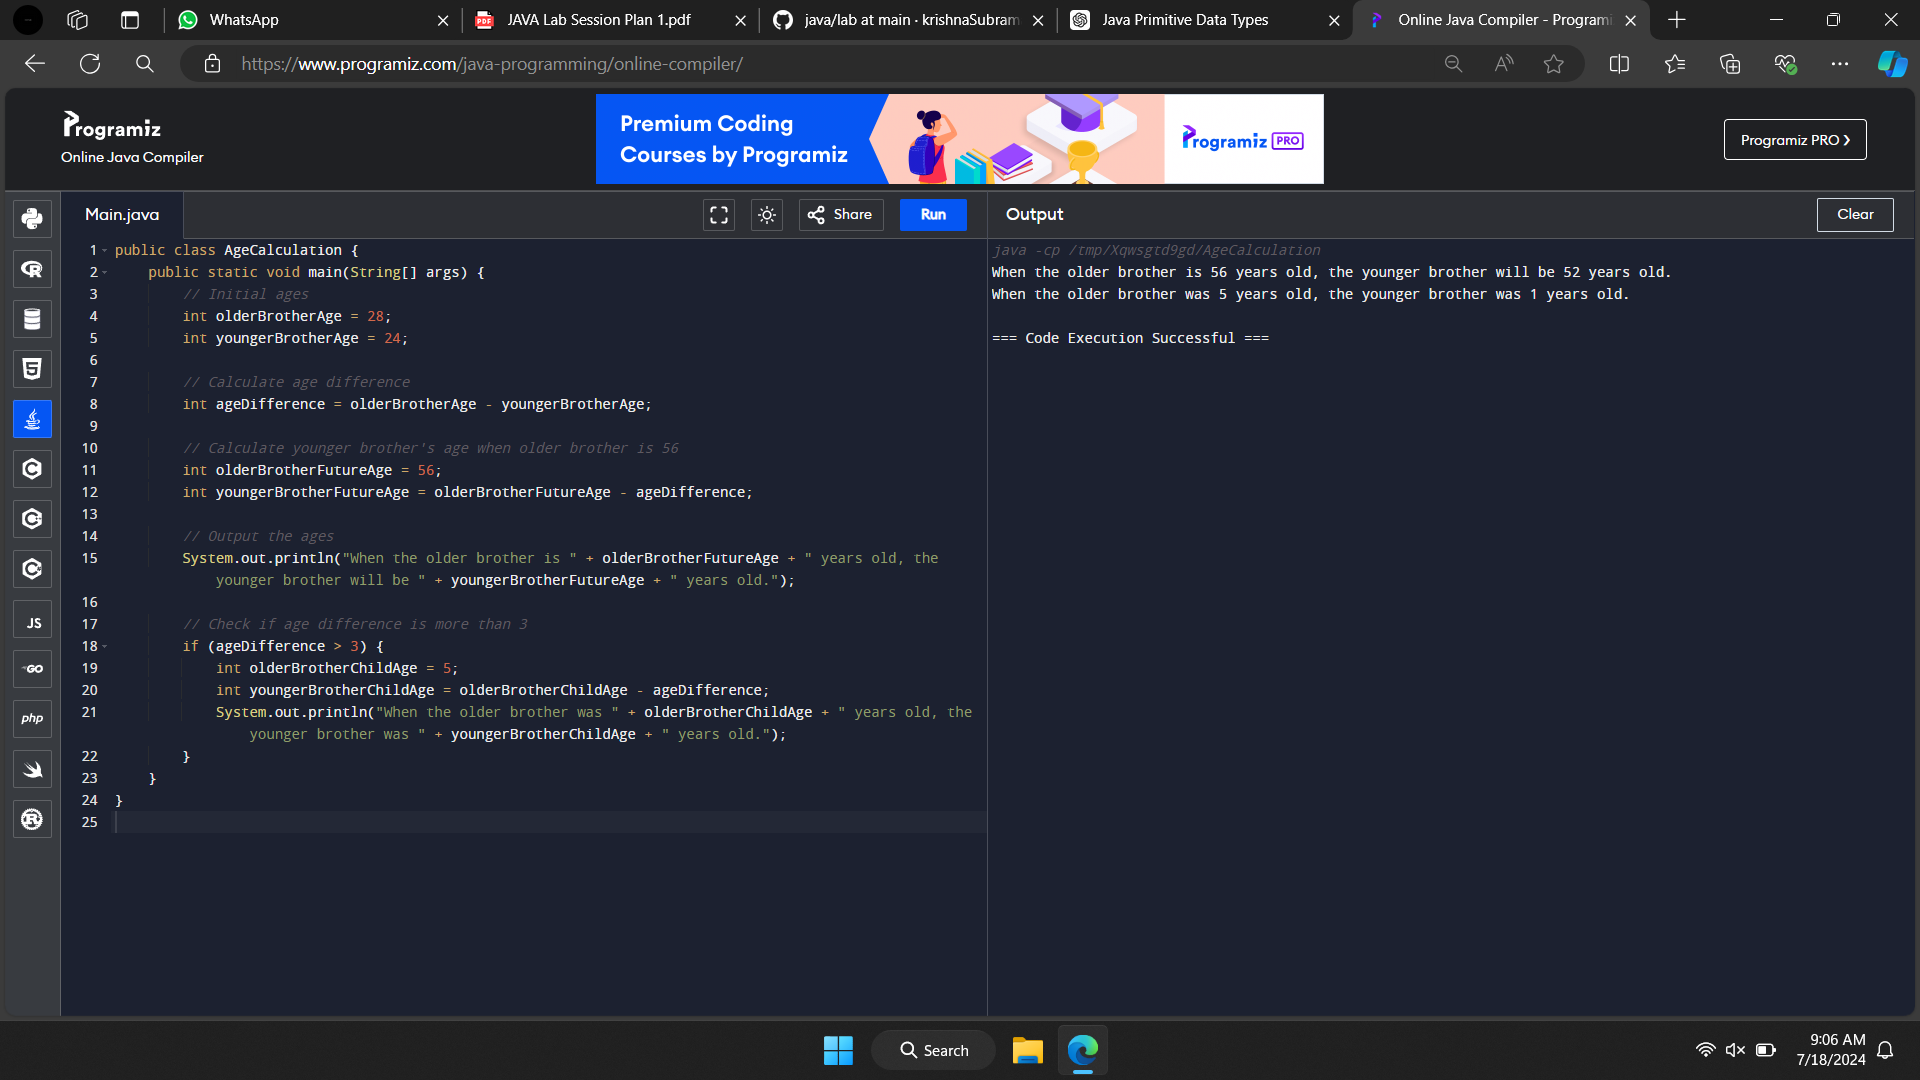 WhatsApp
JAVA Lab Session Plan 1.pdf
java/lab at main · krishnaSubram
Java Primitive Data Types
Online Java Compiler - Programi
https://www.programiz.com/java-programming/online-compiler/
Programiz
Online Java Compiler
Premium Coding
Courses by Programiz
Programiz PRO
Programiz PRO ›
Main.java
Share
Run
Output
Clear
1 public class AgeCalculation {
2     public static void main(String[] args) {
3         // Initial ages
4         int olderBrotherAge = 28;
5         int youngerBrotherAge = 24;
6
7         // Calculate age difference
8         int ageDifference = olderBrotherAge - youngerBrotherAge;
9
10         // Calculate younger brother's age when older brother is 56
11         int olderBrotherFutureAge = 56;
12         int youngerBrotherFutureAge = olderBrotherFutureAge - ageDifference;
13
14         // Output the ages
15         System.out.println("When the older brother is " + olderBrotherFutureAge + " years old, the
younger brother will be " + youngerBrotherFutureAge + " years old.");
16
17         // Check if age difference is more than 3
18         if (ageDifference > 3) {
19             int olderBrotherChildAge = 5;
20             int youngerBrotherChildAge = olderBrotherChildAge - ageDifference;
21             System.out.println("When the older brother was " + olderBrotherChildAge + " years old, the
younger brother was " + youngerBrotherChildAge + " years old.");
22         }
23     }
24 }
25
java -cp /tmp/Xqwsgtd9gd/AgeCalculation
When the older brother is 56 years old, the younger brother will be 52 years old.
When the older brother was 5 years old, the younger brother was 1 years old.
=== Code Execution Successful ===
JS
GO
php
Search
9:06 AM
7/18/2024